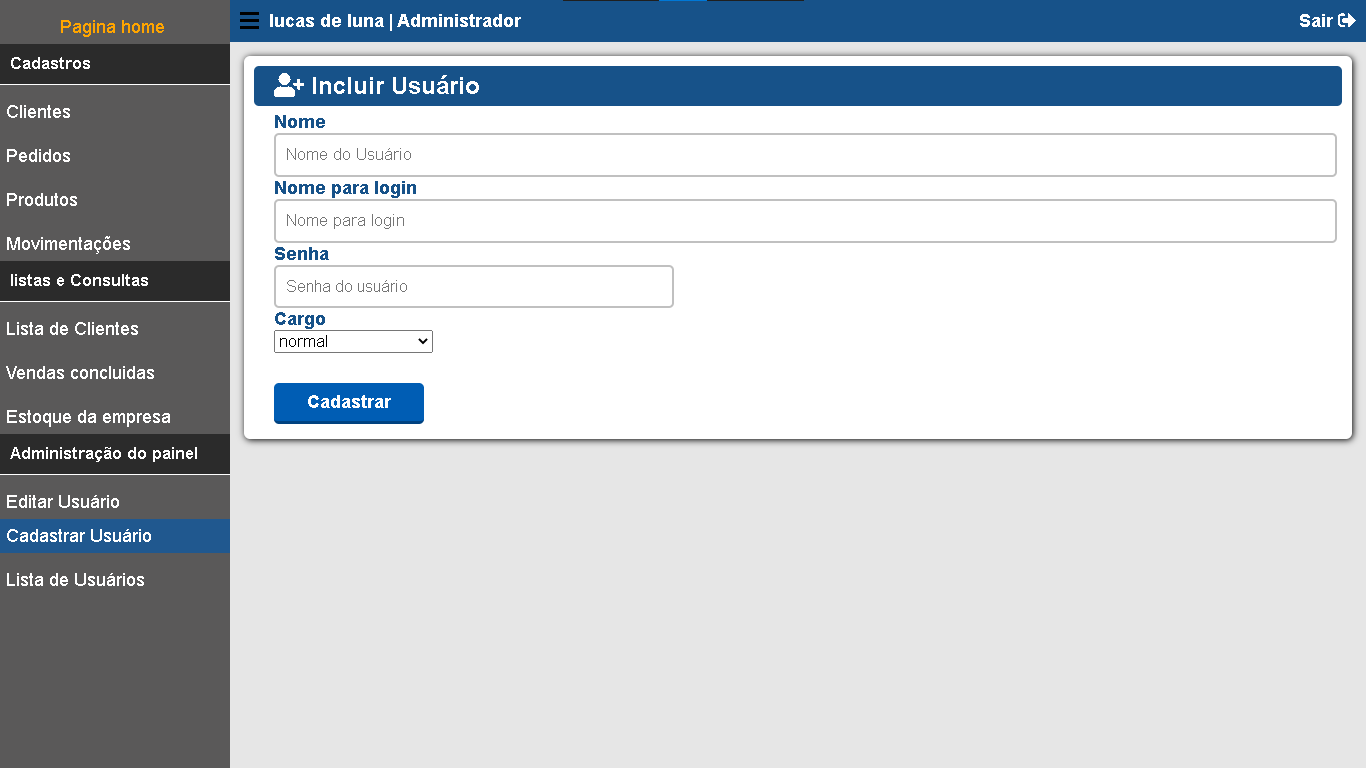 Pagina home
Cadastros
Clientes
Pedidos
Produtos
Movimentações
listas e Consultas
Lista de Clientes
Vendas concluidas
Estoque da empresa
Administração do painel
Editar Usuário
Cadastrar Usuário
Lista de Usuários
lucas de luna | Administrador
Sair
Incluir Usuário
Nome
Nome do Usuário
Nome para login
Nome para login
Senha
Senha do usuário
Cargo
normal
Cadastrar